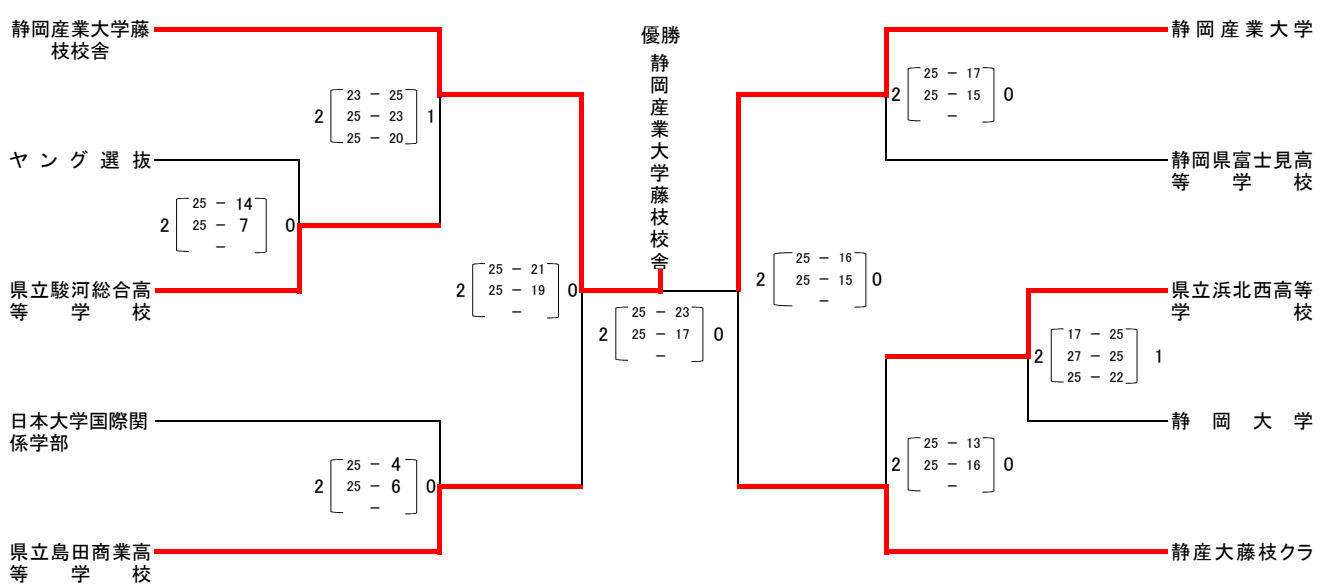 静岡産業大学藤
枝校舎
ヤング選抜
県立駿河総合高
等学校
日本大学国際関
係学部
県立島田商業高
等学校
2 23 － 25 1
25 － 23
25 － 20
2 25 － 14 0
25 － 7
－
2 25 － 21 0
25 － 19
－
2 25 － 4 0
25 － 6
－
優勝
静岡産業大学藤枝校舎
2 25 － 23 0
25 － 17
－
2 25 － 17 0
25 － 15
－
2 25 － 16 0
25 － 15
－
2 17 － 25 1
27 － 25
25 － 22
2 25 － 13 0
25 － 16
－
静岡産業大学
静岡県富士見高
等学校
県立浜北西高等
学校
静岡大学
静産大藤枝クラ